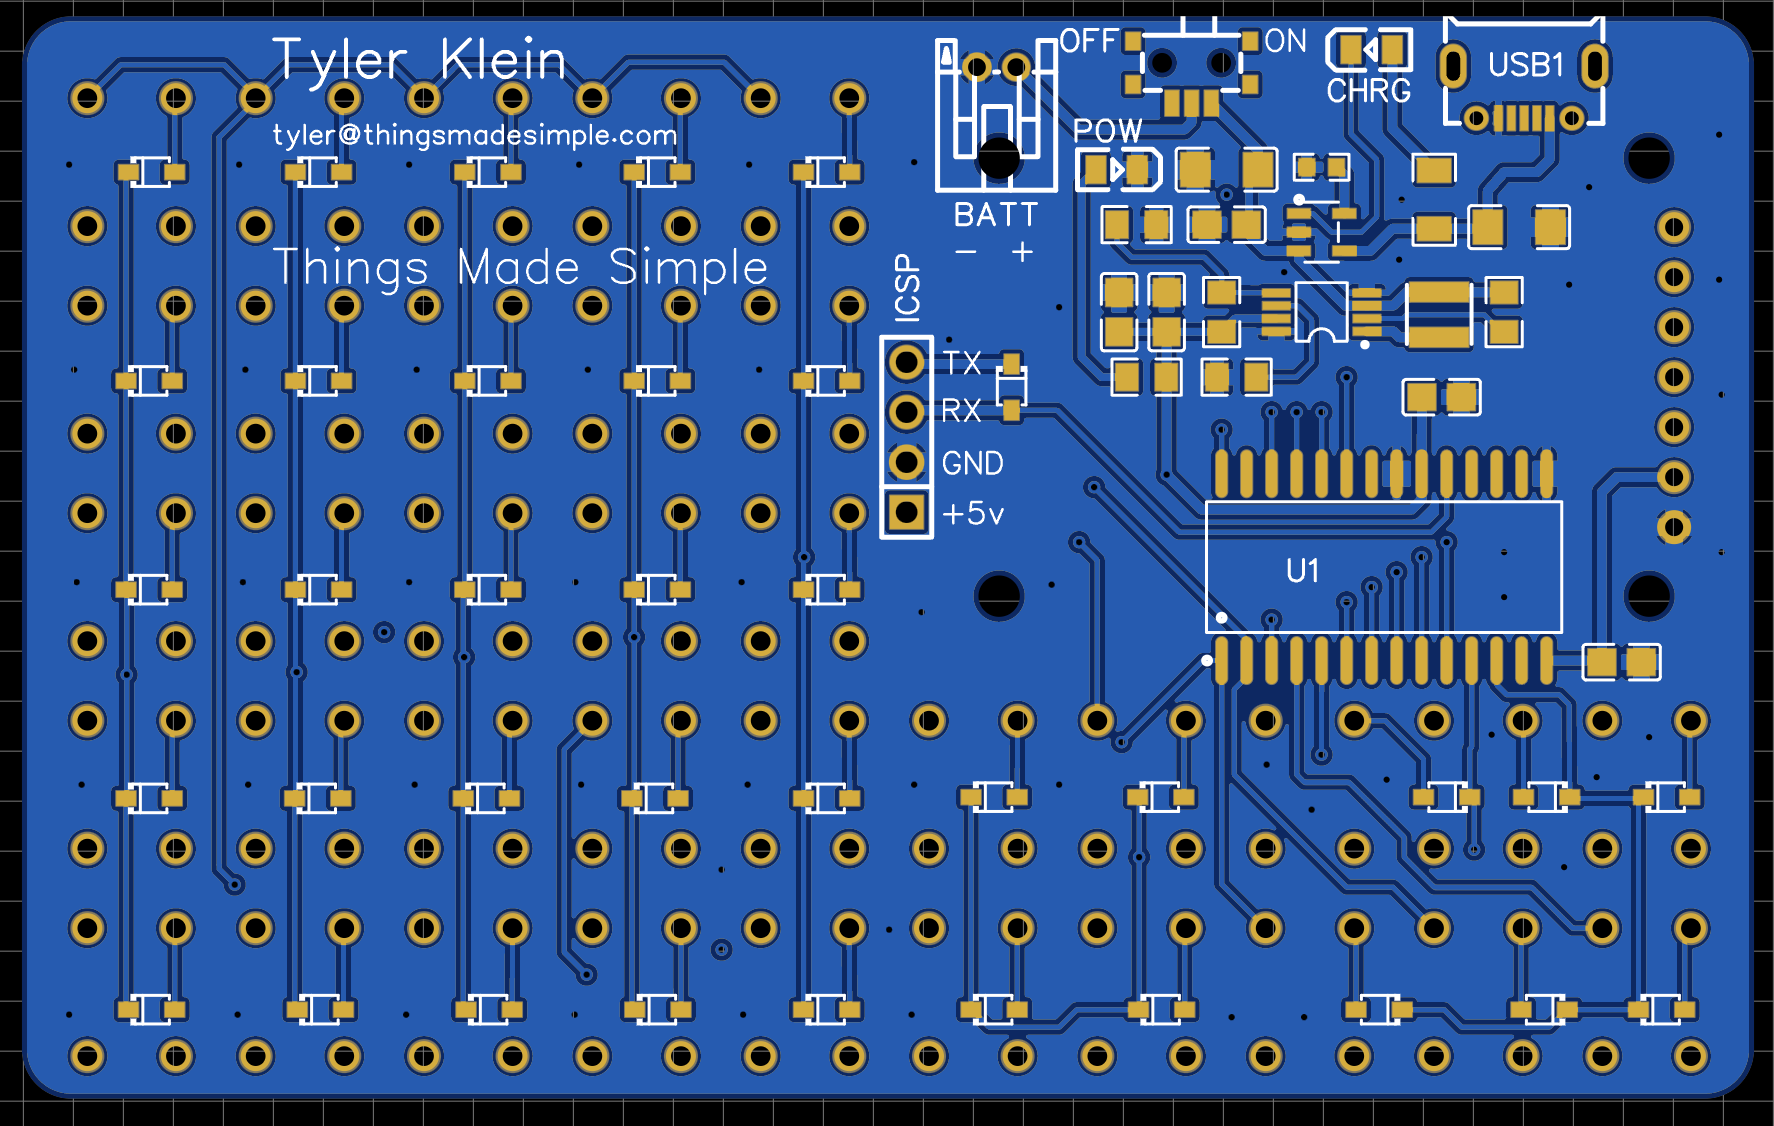 Tyler Klein
tyler@thingsmadesimple.com
Things Made Simple
OFF
ON
CHRG
USB1
POW
BATT
- +
ICSP
TX
RX
GND
+5v
U1